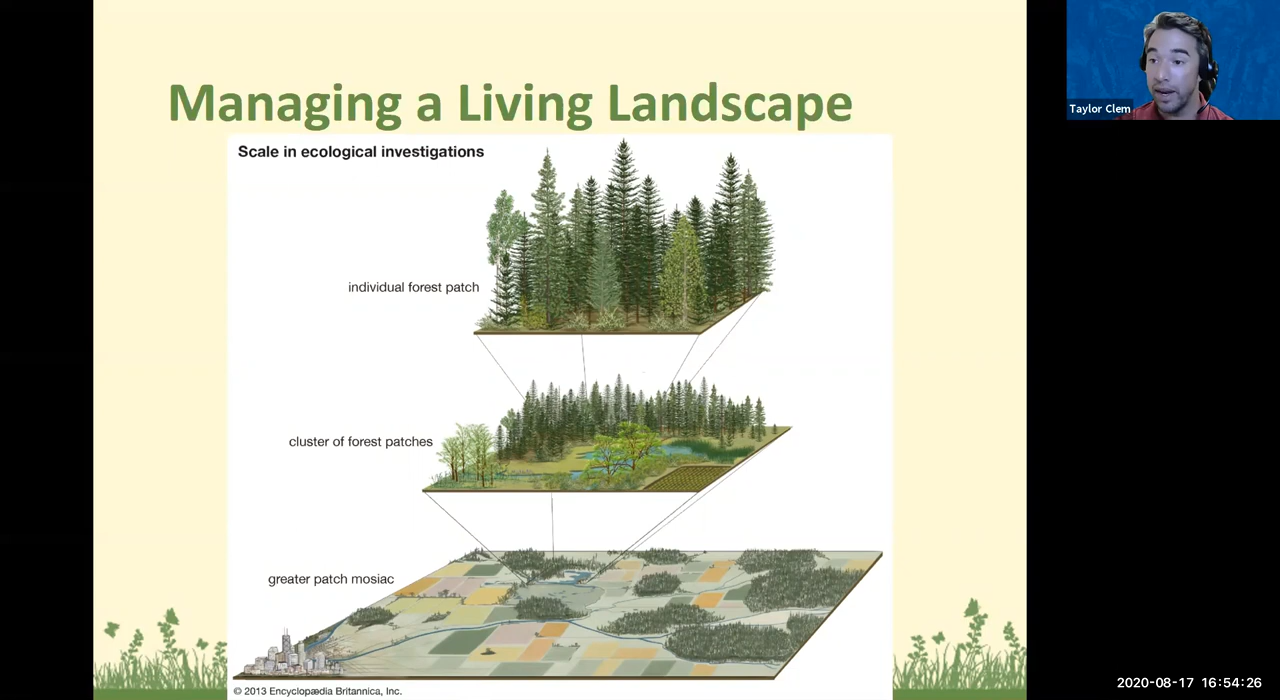 Managing a Living Landscape
Taylor Clem
Scale in ecological investigations
individual forest patch
cluster of forest patches
greater patch mosiac
© 2013 Encyclopædia Britannica, Inc.
2020-08-17 16:54:26